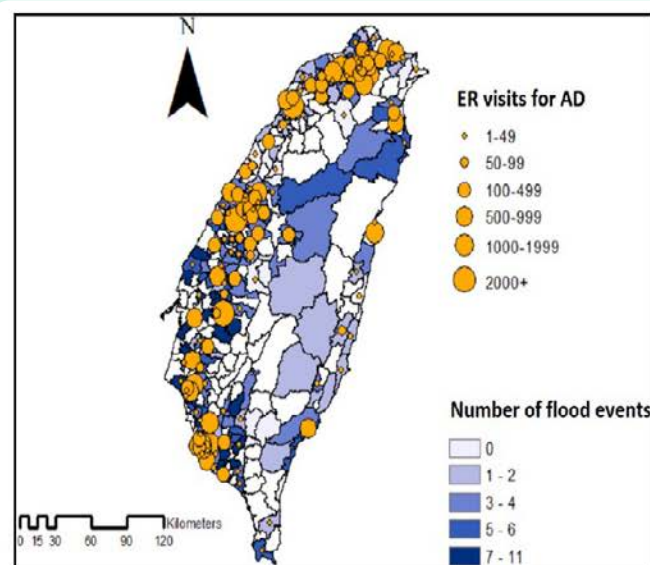 N
ER visits for AD
1-49
50-99
100-499
500-999
1000-1999
2000+
Number of flood events
0
1 - 2
3 - 4
5 - 6
7 - 11
Kilometers
0 15 30 60 90 120